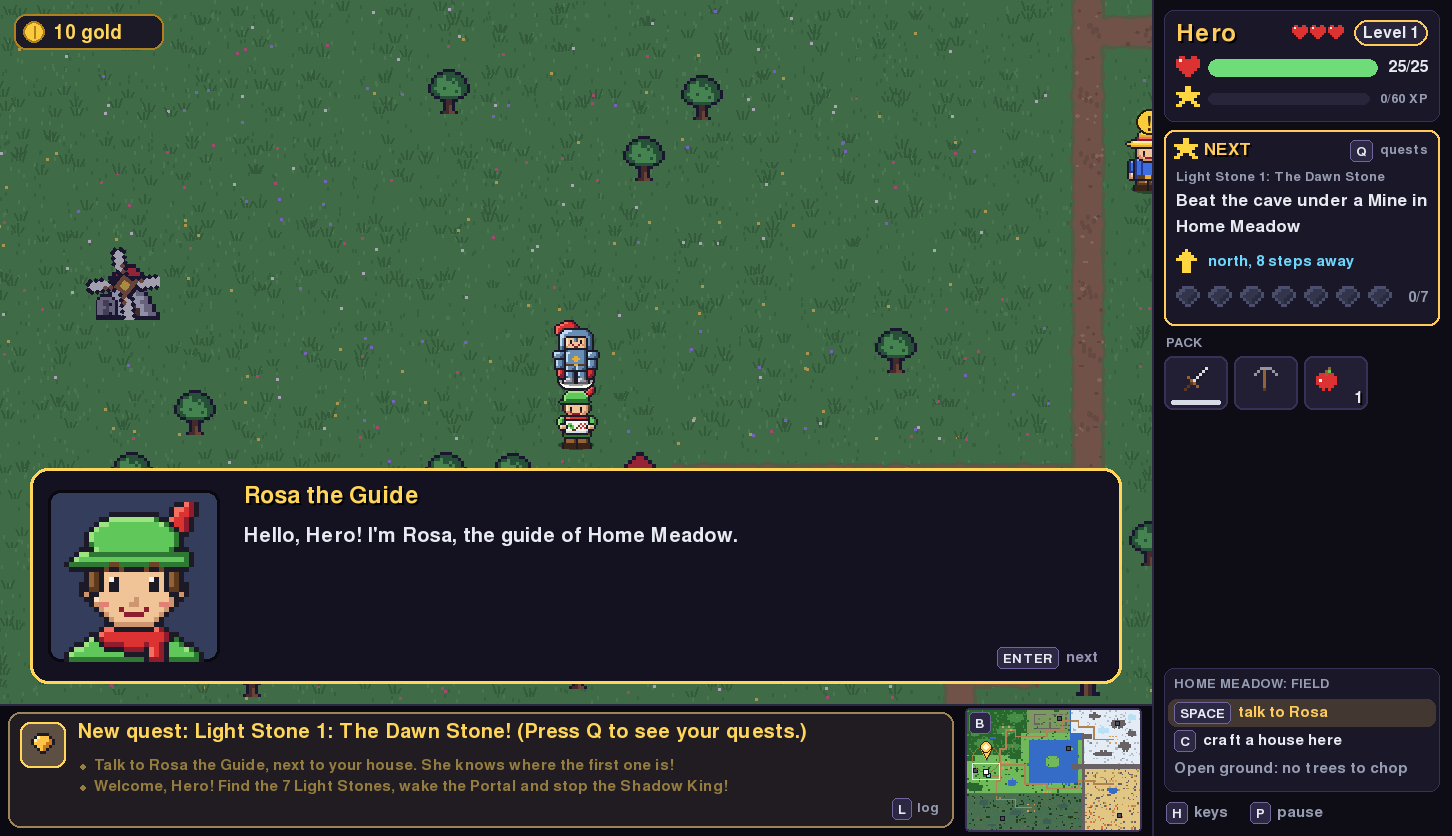 10 gold
Hero
Level 1
25/25
0/60 XP
NEXT
Q quests
Light Stone 1: The Dawn Stone
Beat the cave under a Mine in
Home Meadow
north, 8 steps away
0/7
PACK
1
Rosa the Guide
Hello, Hero! I'm Rosa, the guide of Home Meadow.
ENTER next
New quest: Light Stone 1: The Dawn Stone! (Press Q to see your quests.)
Talk to Rosa the Guide, next to your house. She knows where the first one is!
Welcome, Hero! Find the 7 Light Stones, wake the Portal and stop the Shadow King!
L log
B
HOME MEADOW: FIELD
SPACE talk to Rosa
C craft a house here
Open ground: no trees to chop
H keys P pause